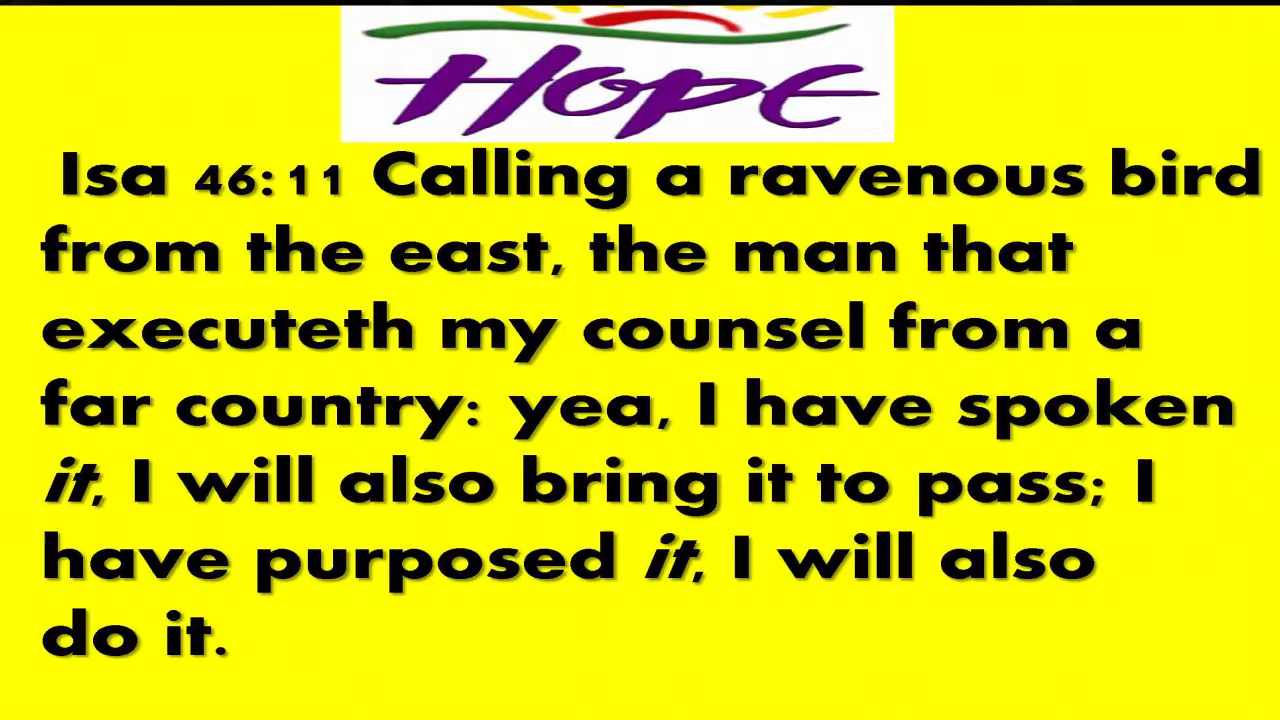 HOPE
Isa 46:11 Calling a ravenous bird
from the east, the man that
executeth my counsel from a
far country: yea, I have spoken
it, I will also bring it to pass; I
have purposed it, I will also
do it.